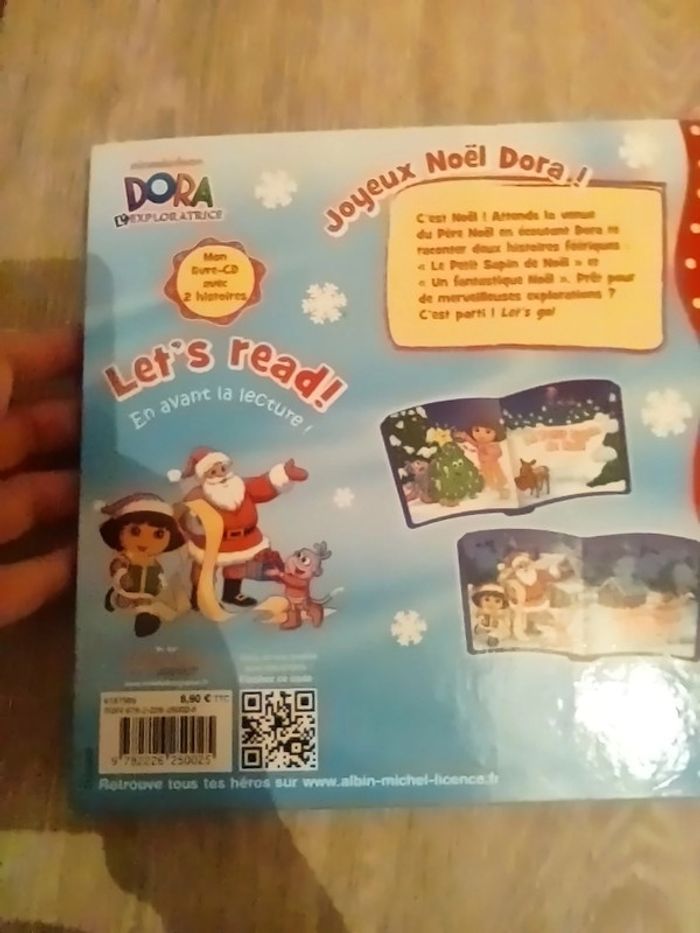 DORA
L'EXPLORATRICE
Mon
livre-CD
avec
2 histoires
Let's read!
En avant la lecture !
Joyeux Noël Dora !
C'est Noël ! Attends la venue
du Père Noël en écoutant Dora te
raconter deux histoires féériques :
« Le Petit Sapin de Noël » et
« Un fantastique Noël ». Prêt pour
de merveilleuses explorations ?
C'est parti ! Let's go!
6,90 € TTC
9 782226 250025
Retrouve tous tes héros sur www.albin-michel-licence.fr